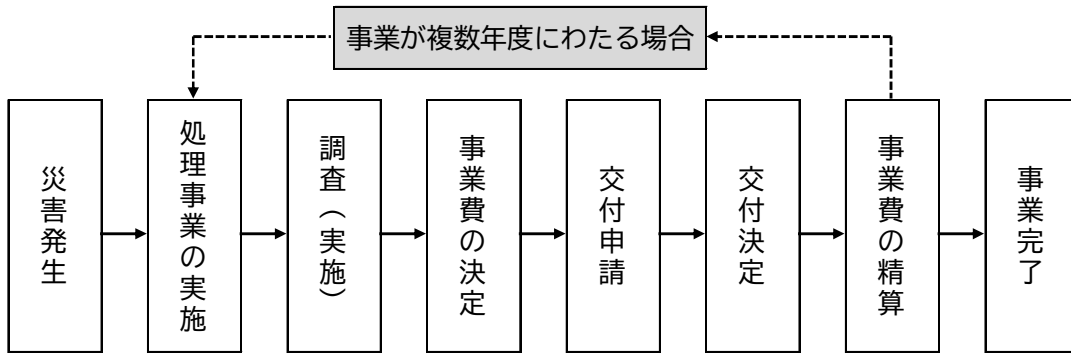 事業が複数年度にわたる場合
災害発生
処理事業の実施
調査（実施）
事業費の決定
交付申請
交付決定
事業費の精算
事業完了